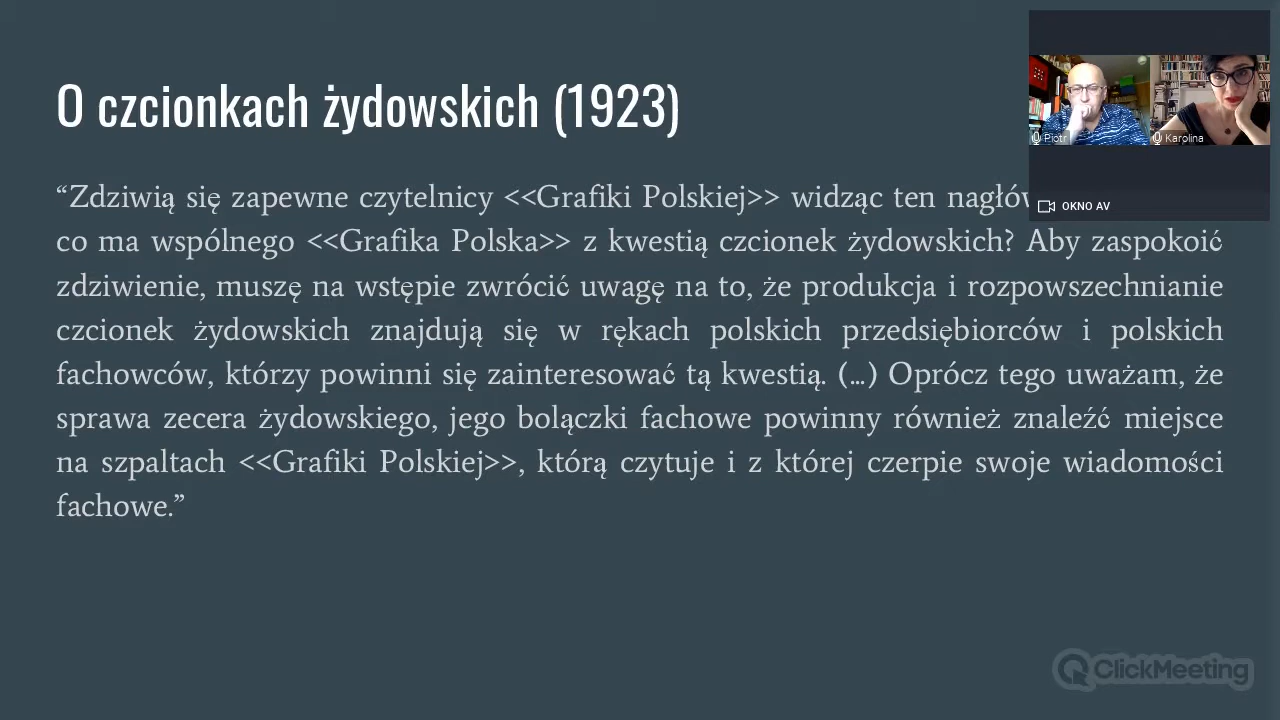 O czcionkach żydowskich (1923)
“Zdziwią się zapewne czytelnicy <<Grafiki Polskiej>> widząc ten
co ma wspólnego <<Grafika Polska>> z kwestią czcionek żydowskich? Aby zaspokoić
zdziwienie, muszę na wstępie zwrócić uwagę na to, że produkcja i rozpowszechnianie
czcionek żydowskich znajdują się w rękach polskich przedsiębiorców i polskich
fachowców, którzy powinni się zainteresować tą kwestią. (…) Oprócz tego uważam, że
sprawa zecera żydowskiego, jego bolączki fachowe powinny również znaleźć miejsce
na szpaltach <<Grafiki Polskiej>>, którą czytuje i z której czerpie swoje wiadomości
fachowe.”
Piotr
Karolina
OKNO AV
ClickMeeting